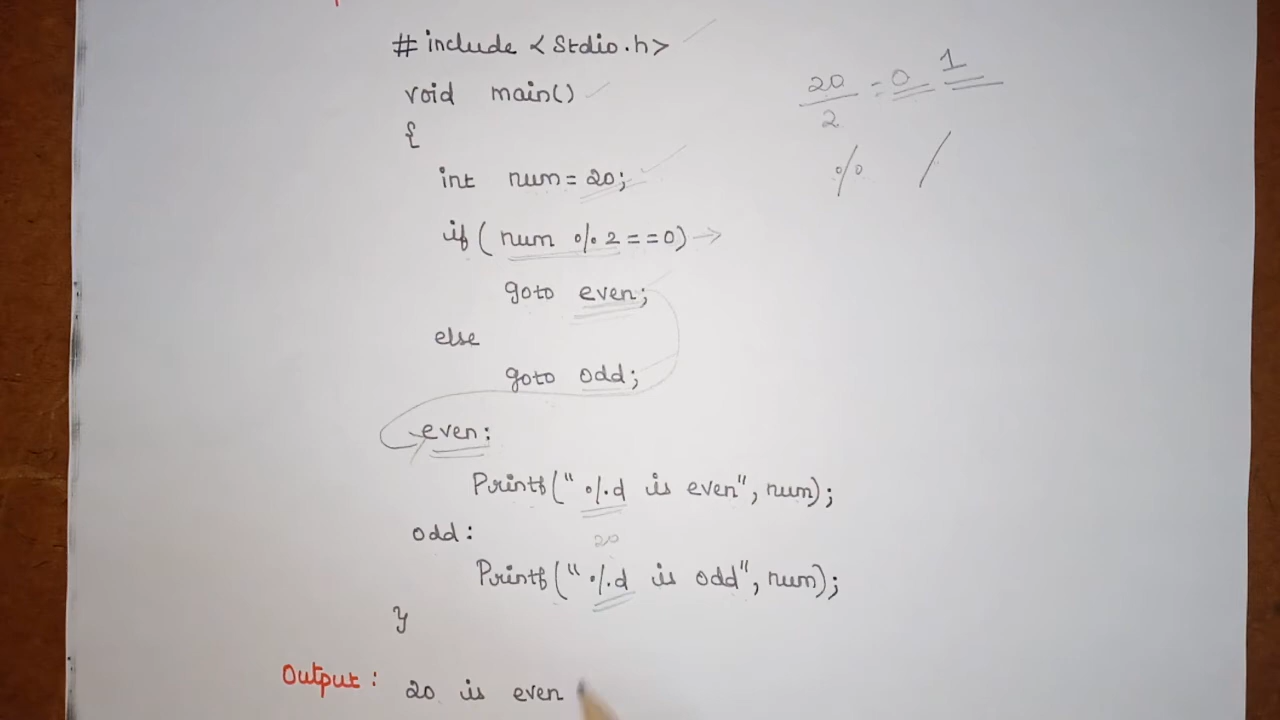 #include <Stdio.h>
void main()
{
int num = 20;
if( num % 2 == 0) →
goto even;
else
goto odd;
even:
Printf(" %d is even", num);
odd:
20
Printf(" %d is odd", num);
}
Output: 20 is even
20/2 = 0 1
% /